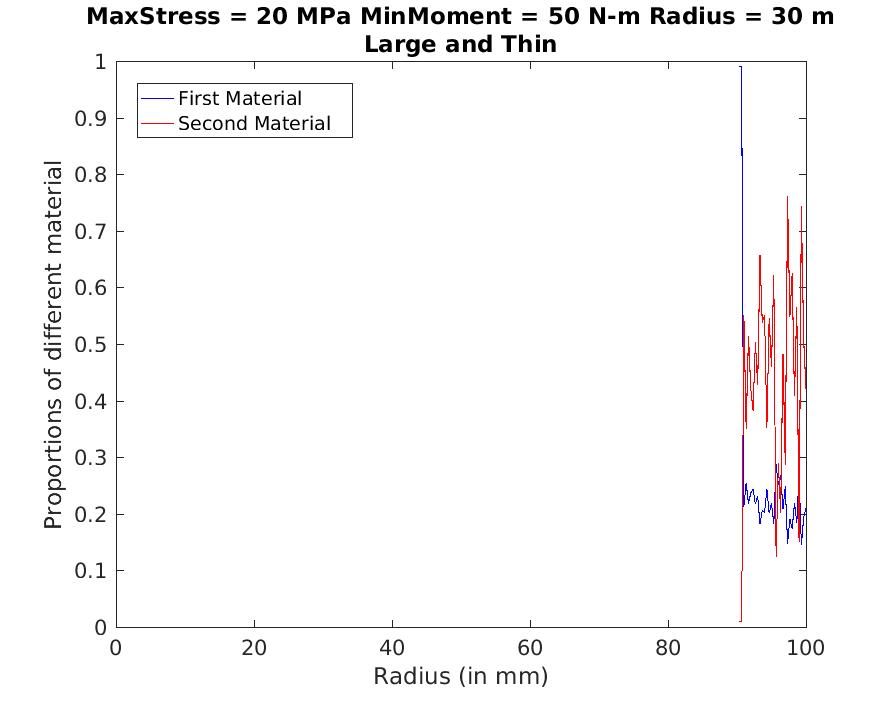 MaxStress = 20 MPa MinMoment = 50 N-m Radius = 30 m
Large and Thin
First Material
Second Material
Proportions of different material
1
0.9
0.8
0.7
0.6
0.5
0.4
0.3
0.2
0.1
0
0 20 40 60 80 100
Radius (in mm)